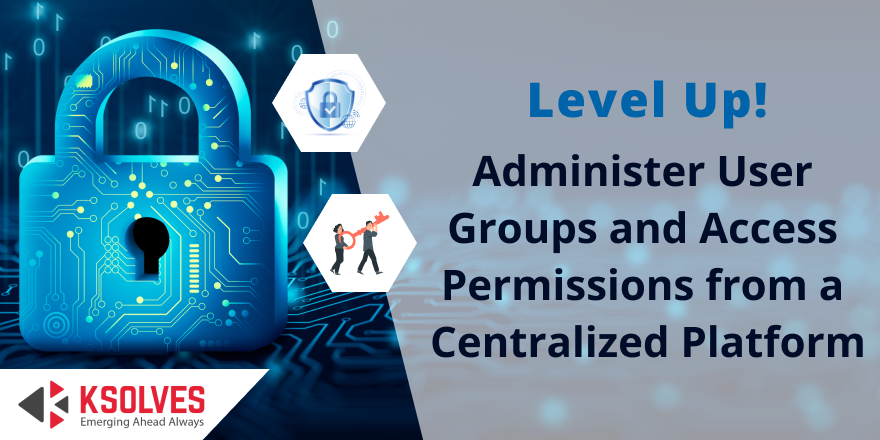 Level Up!
Administer User
Groups and Access
Permissions from a
Centralized Platform
KSOLVES
Emerging Ahead Always